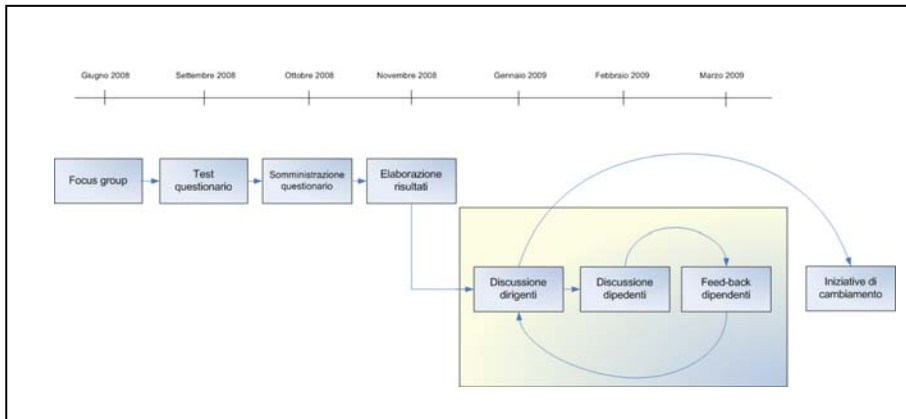 Giugno 2008
Settembre 2008
Ottobre 2008
Novembre 2008
Gennaio 2009
Febbraio 2009
Marzo 2009
Focus group
Test
questionario
Somministrazione
questionario
Elaborazione
risultati
Discussione
dirigenti
Discussione
dipedenti
Feed-back
dipendenti
Iniziative di
cambiamento